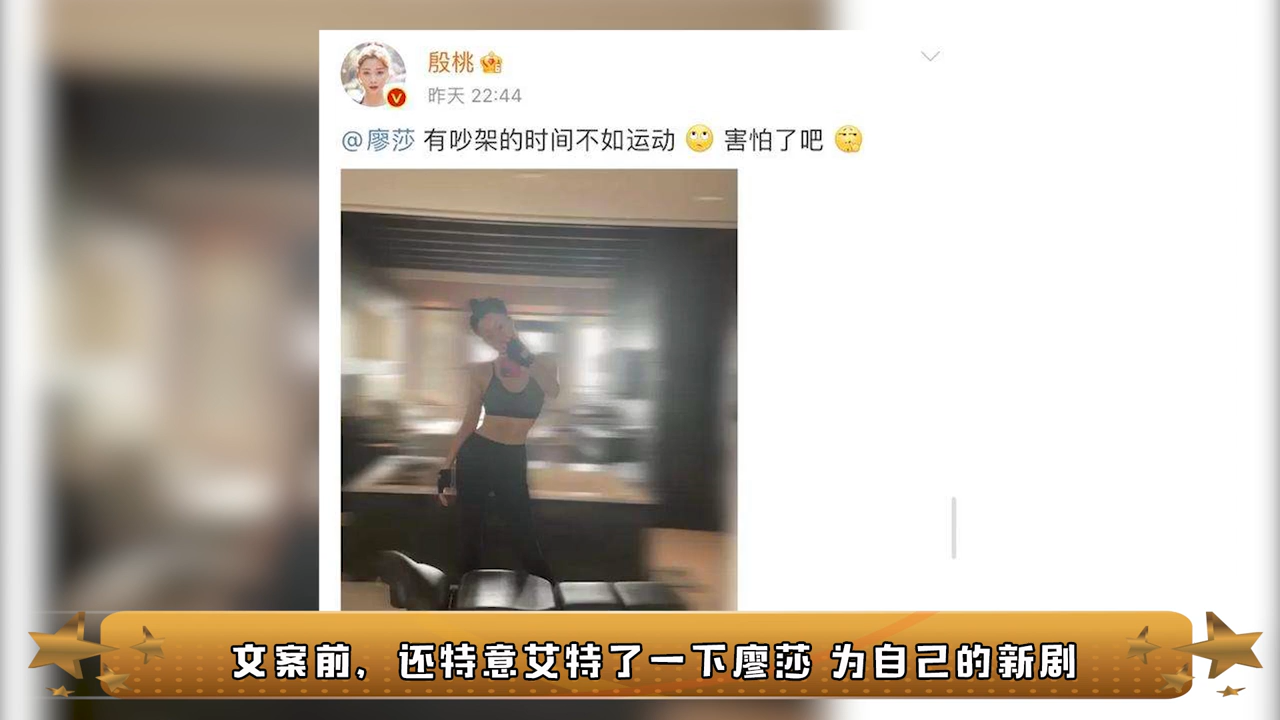 殷桃
昨天 22:44
@廖莎 有吵架的时间不如运动 害怕了吧
文案前，还特意艾特了一下廖莎 为自己的新剧